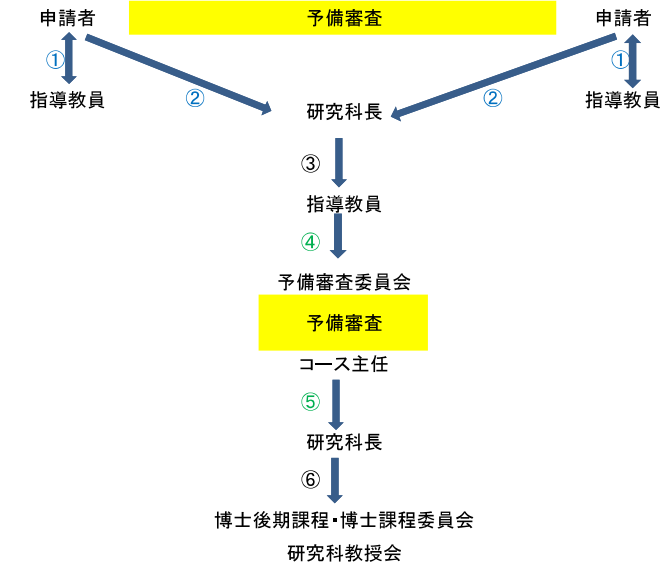 申請者
予備審査
申請者
①
①
指導教員
②
②
指導教員
研究科長
③
指導教員
④
予備審査委員会
予備審査
コース主任
⑤
研究科長
⑥
博士後期課程・博士課程委員会
研究科教授会